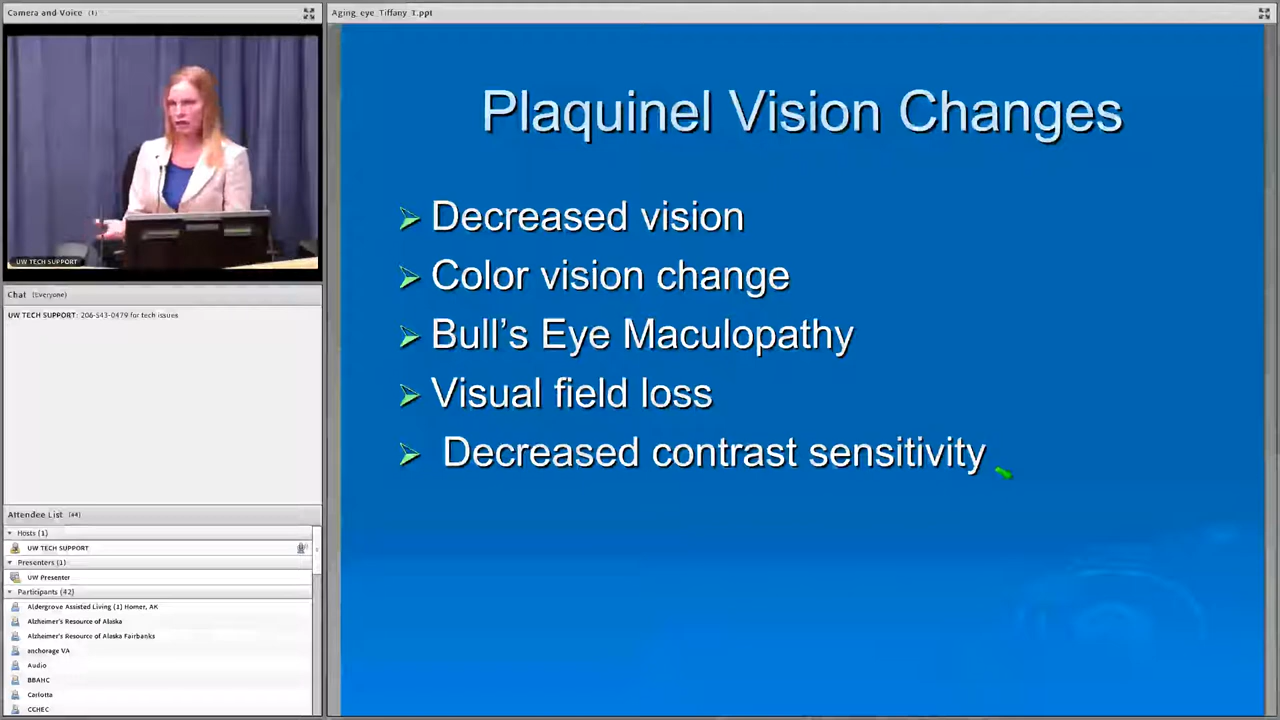 Camera and Voice (1)
UW TECH SUPPORT
Chat (Everyone)
UW TECH SUPPORT: 206-543-0479 for tech issues
Attendee List (44)
Hosts (1)
UW TECH SUPPORT
Presenters (1)
UW Presenter
Participants (42)
Aldergrove Assisted Living (1) Homer, AK
Alzheimer's Resource of Alaska
Alzheimer's Resource of Alaska Fairbanks
anchorage VA
Audio
BBAHC
Carlotta
CCHEC
Aging_eye_Tiffany_T.ppt
Plaquinel Vision Changes
Decreased vision
Color vision change
Bull’s Eye Maculopathy
Visual field loss
Decreased contrast sensitivity